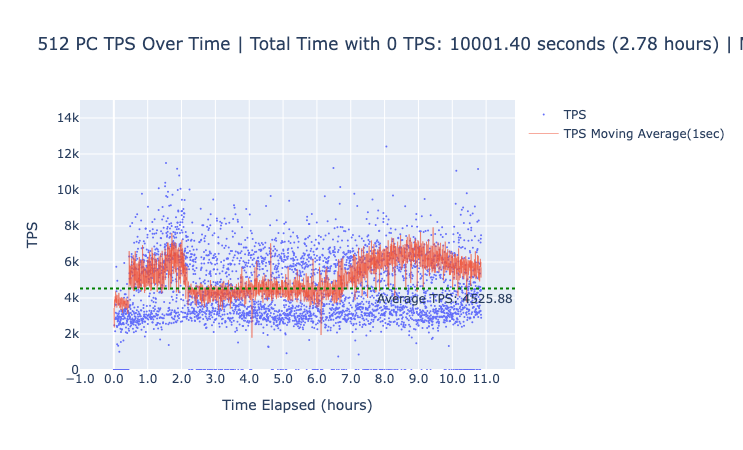 512 PC TPS Over Time | Total Time with 0 TPS: 10001.40 seconds (2.78 hours) |
TPS
TPS Moving Average(1sec)
14k
12k
10k
8k
6k
4k
2k
0
TPS
Average TPS: 4525.88
−1.0 0.0 1.0 2.0 3.0 4.0 5.0 6.0 7.0 8.0 9.0 10.0 11.0
Time Elapsed (hours)